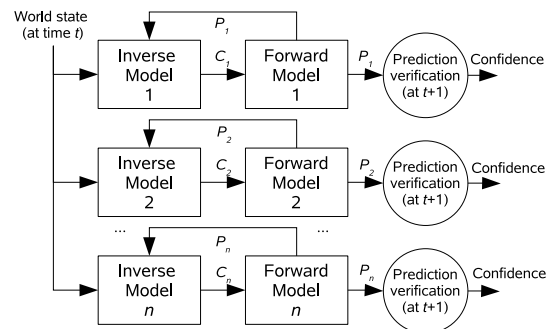 World state
(at time t)
P1
Inverse
Model
1
C1
Forward
Model
1
P1
Prediction
verification
(at t+1)
Confidence
P2
Inverse
Model
2
C2
Forward
Model
2
P2
Prediction
verification
(at t+1)
Confidence
...
...
Pn
Inverse
Model
n
Cn
Forward
Model
n
Pn
Prediction
verification
(at t+1)
Confidence